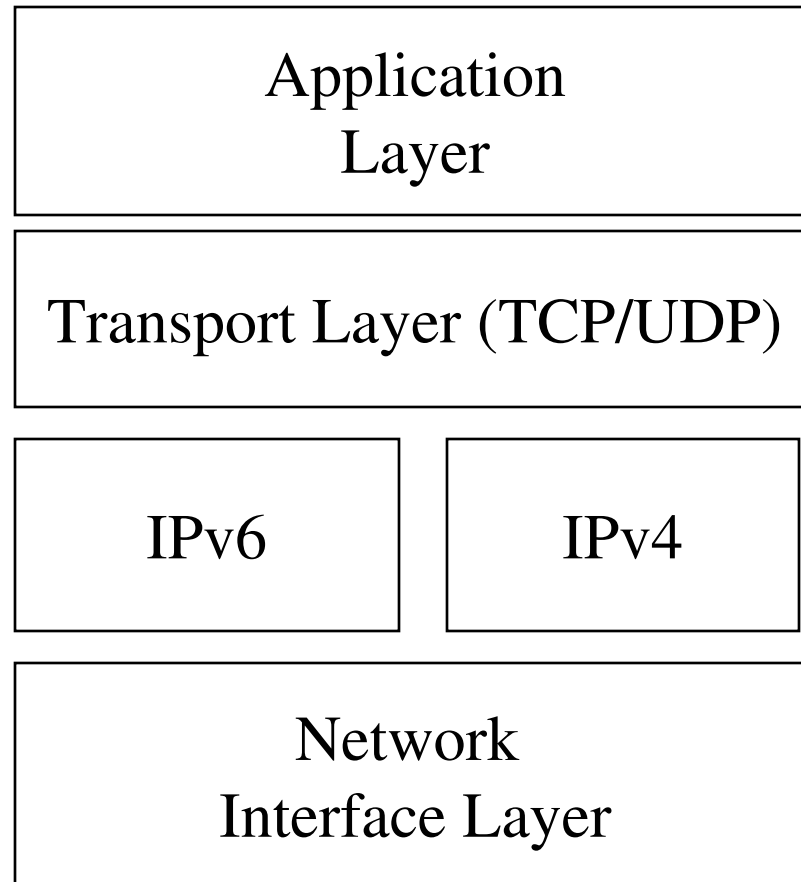 Application
Layer
Transport Layer (TCP/UDP)
IPv6
IPv4
Network
Interface Layer